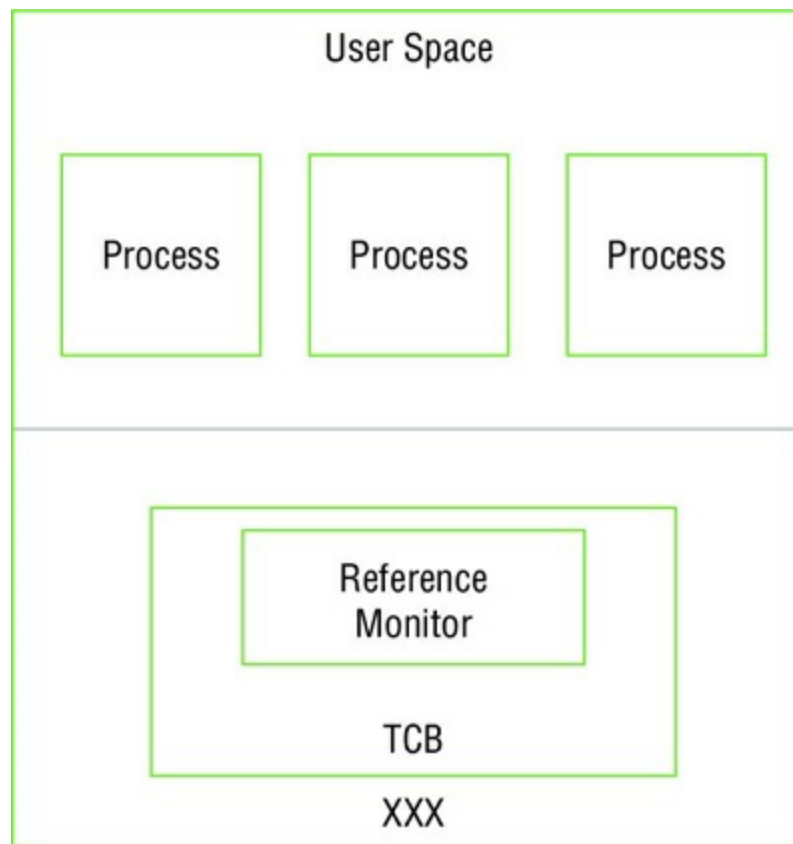 User Space
Process Process Process
Reference
Monitor
TCB
XXX